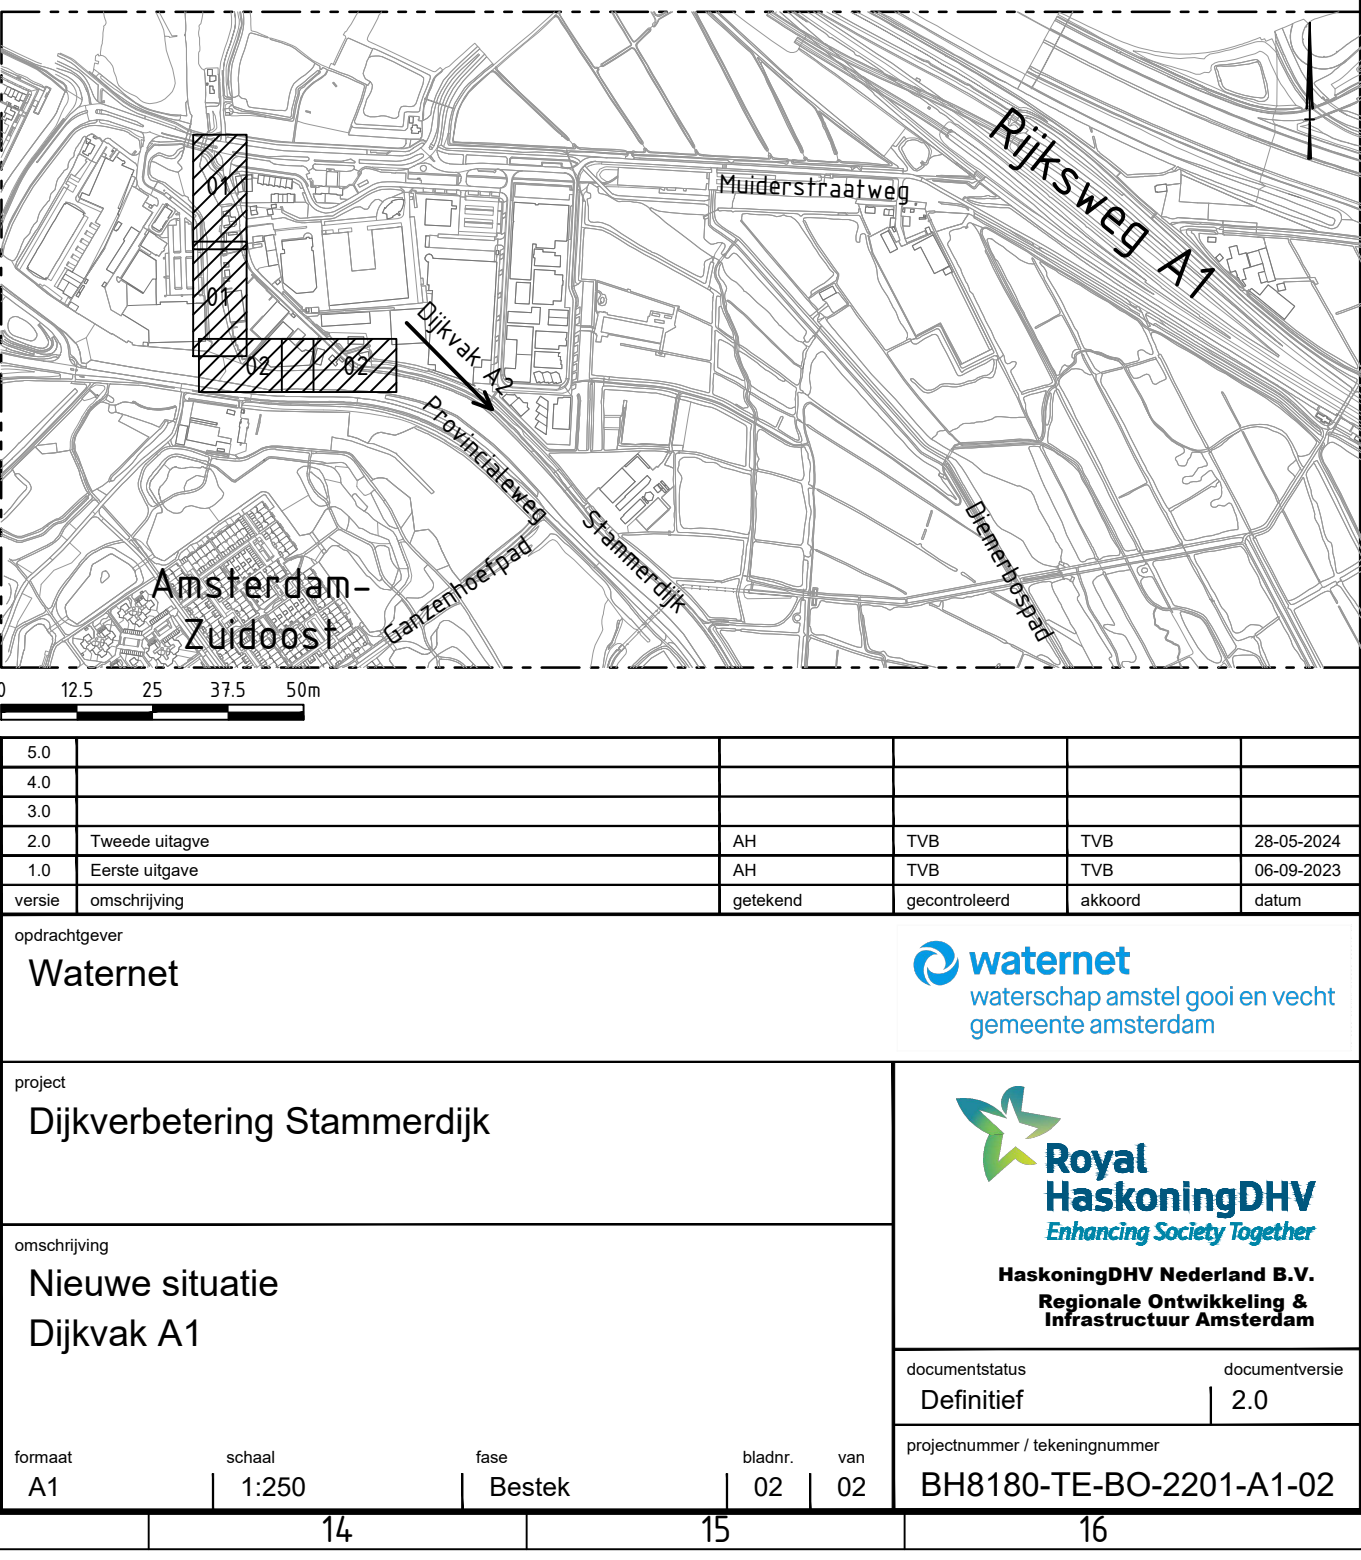 Rijksweg A1
Muiderstraatweg
01
01
02
02
Dijkvak A2
Provincialeweg
Stammerdijk
Ganzenhoefpad
Diemerbospad
Amsterdam-
Zuidoost
0 12.5 25 37.5 50m
5.0
4.0
3.0
2.0 Tweede uitagve AH TVB TVB 28-05-2024
1.0 Eerste uitgave AH TVB TVB 06-09-2023
versie omschrijving getekend gecontroleerd akkoord datum
opdrachtgever
Waternet
waternet
waterschap amstel gooi en vecht
gemeente amsterdam
project
Dijkverbetering Stammerdijk
Royal
HaskoningDHV
Enhancing Society Together
HaskoningDHV Nederland B.V.
Regionale Ontwikkeling &
Infrastructuur Amsterdam
omschrijving
Nieuwe situatie
Dijkvak A1
documentstatus documentversie
Definitief 2.0
formaat schaal fase bladnr. van
A1 1:250 Bestek 02 02
projectnummer / tekeningnummer
BH8180-TE-BO-2201-A1-02
14 15 16